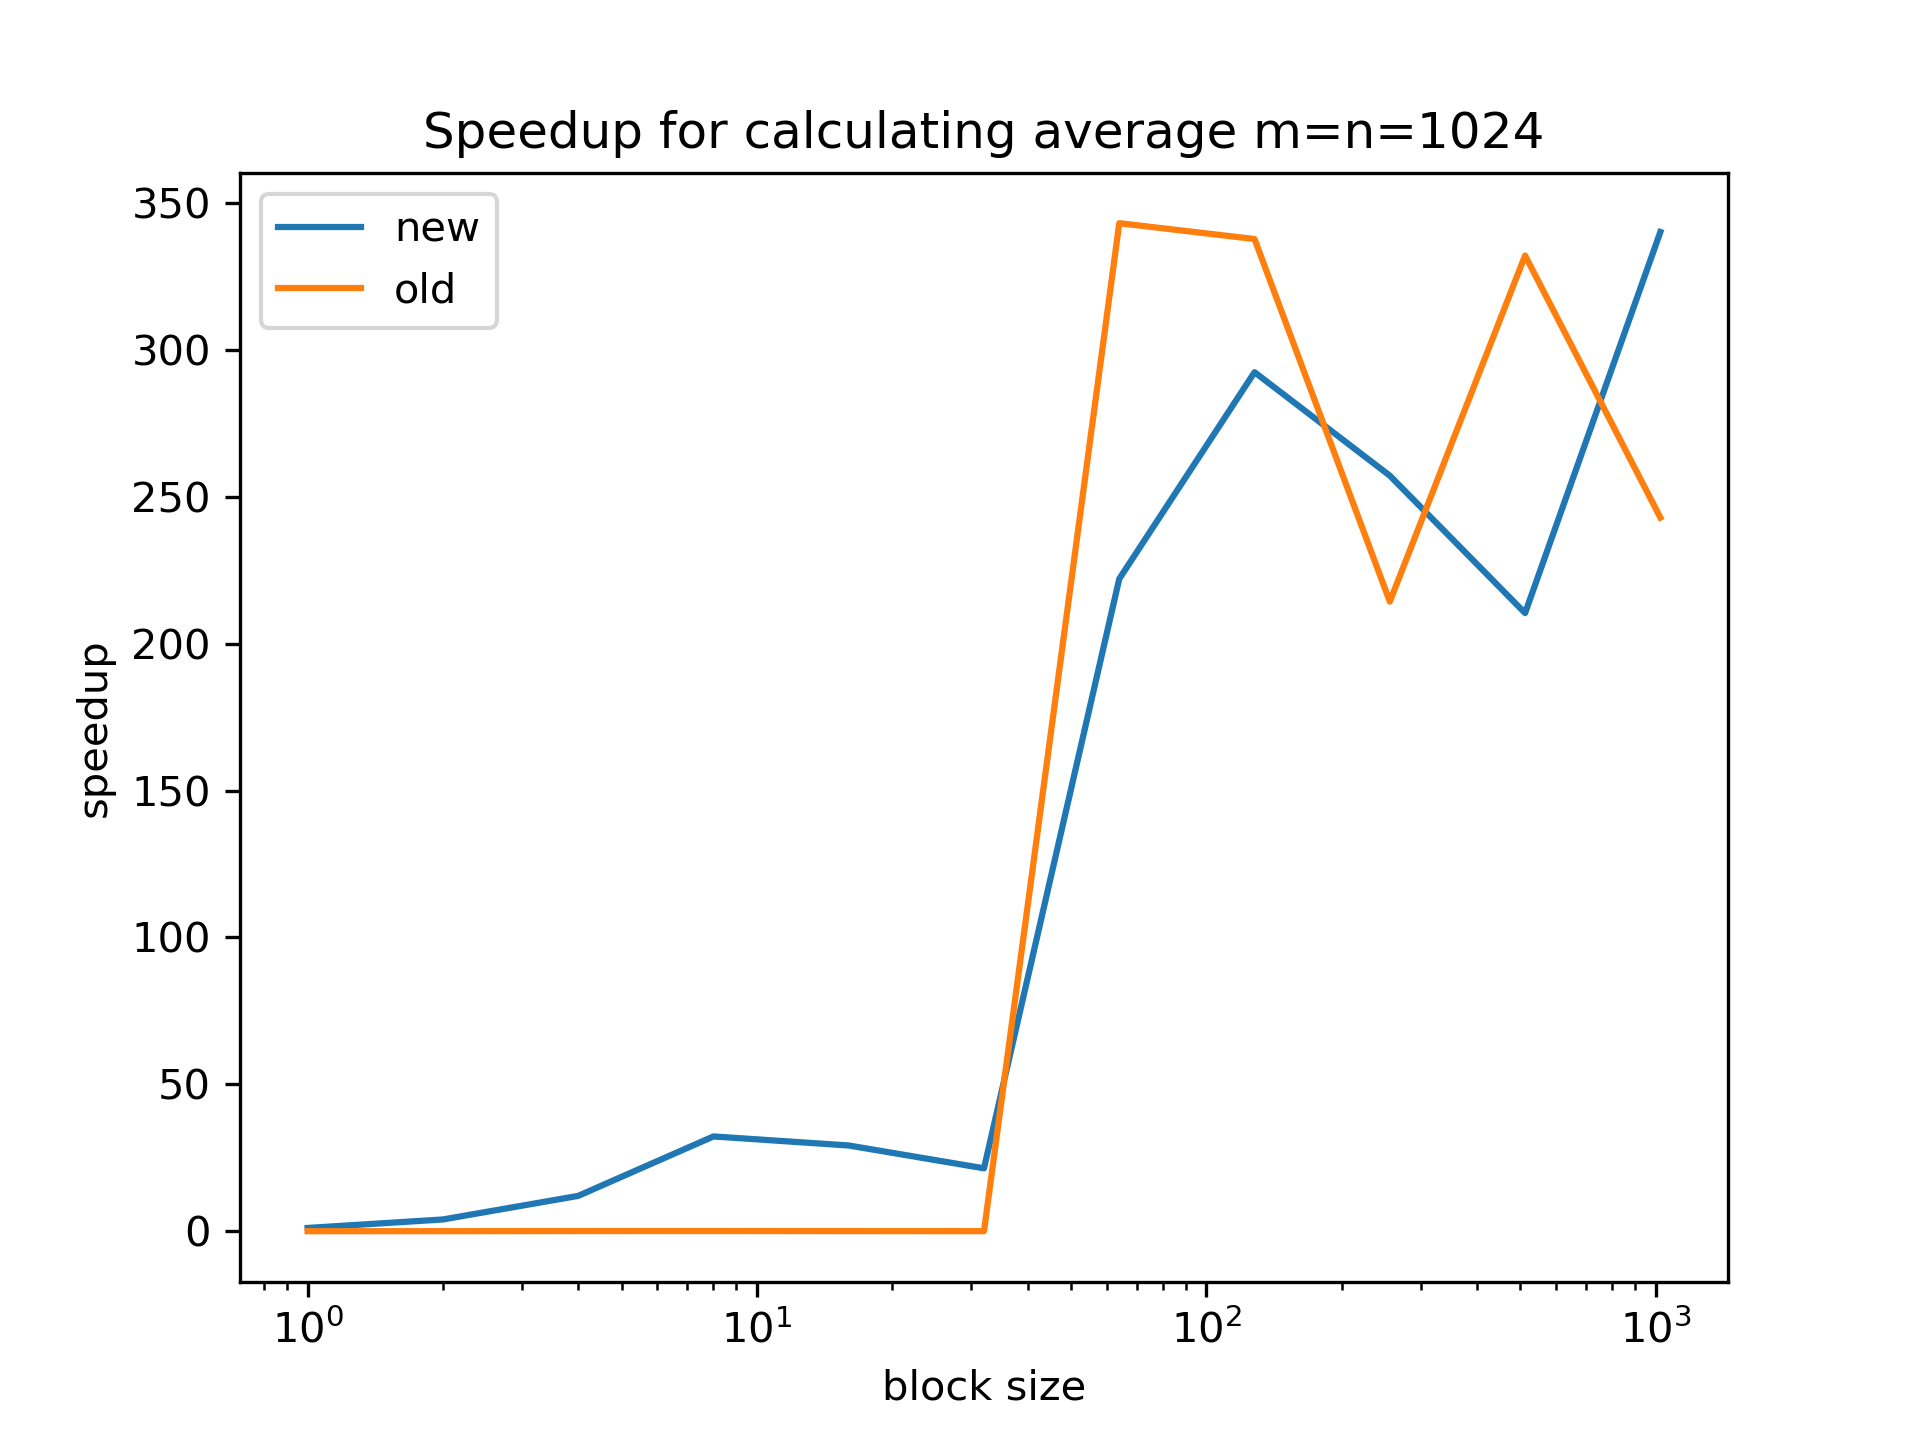 Speedup for calculating average m=n=1024
new
old
350
300
250
200
150
100
50
0
speedup
10⁰ 10¹ 10² 10³
block size